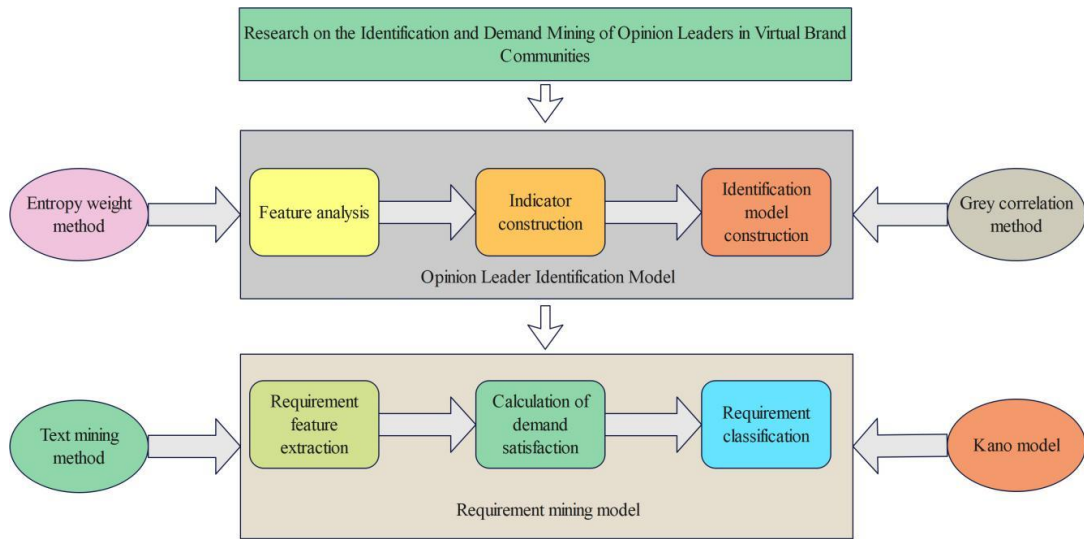 Research on the Identification and Demand Mining of Opinion Leaders in Virtual Brand
Communities
Entropy weight
method
Feature analysis
Indicator
construction
Identification
model
construction
Grey correlation
method
Opinion Leader Identification Model
Text mining
method
Requirement
feature
extraction
Calculation of
demand
satisfaction
Requirement
classification
Kano model
Requirement mining model